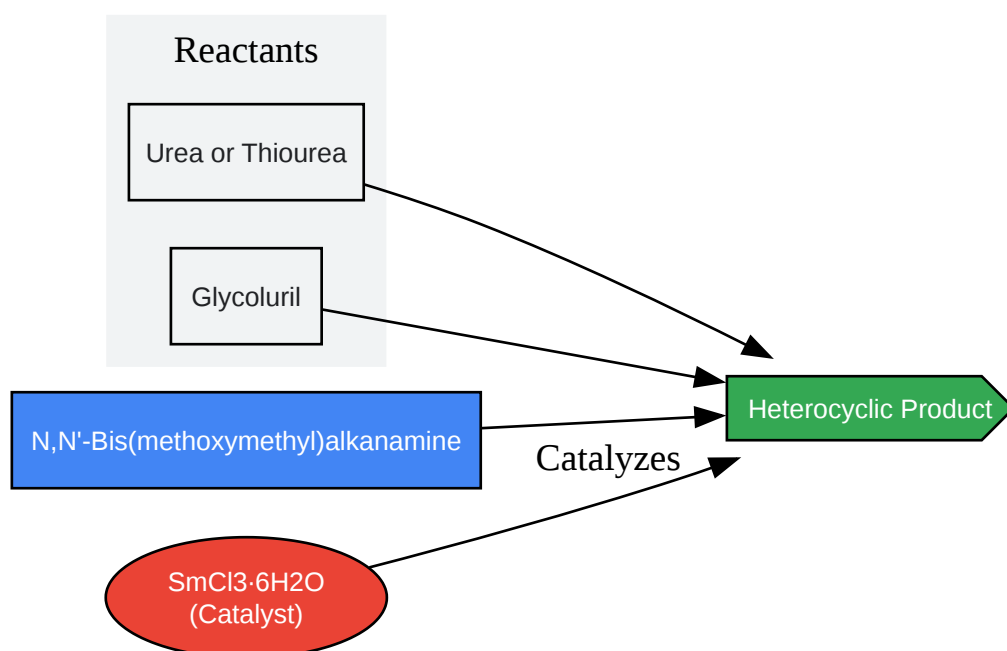 Reactants
Urea or Thiourea
Glycoluril
N,N'-Bis(methoxymethyl)alkanamine
Catalyzes
Heterocyclic Product
SmCl3·6H2O
(Catalyst)